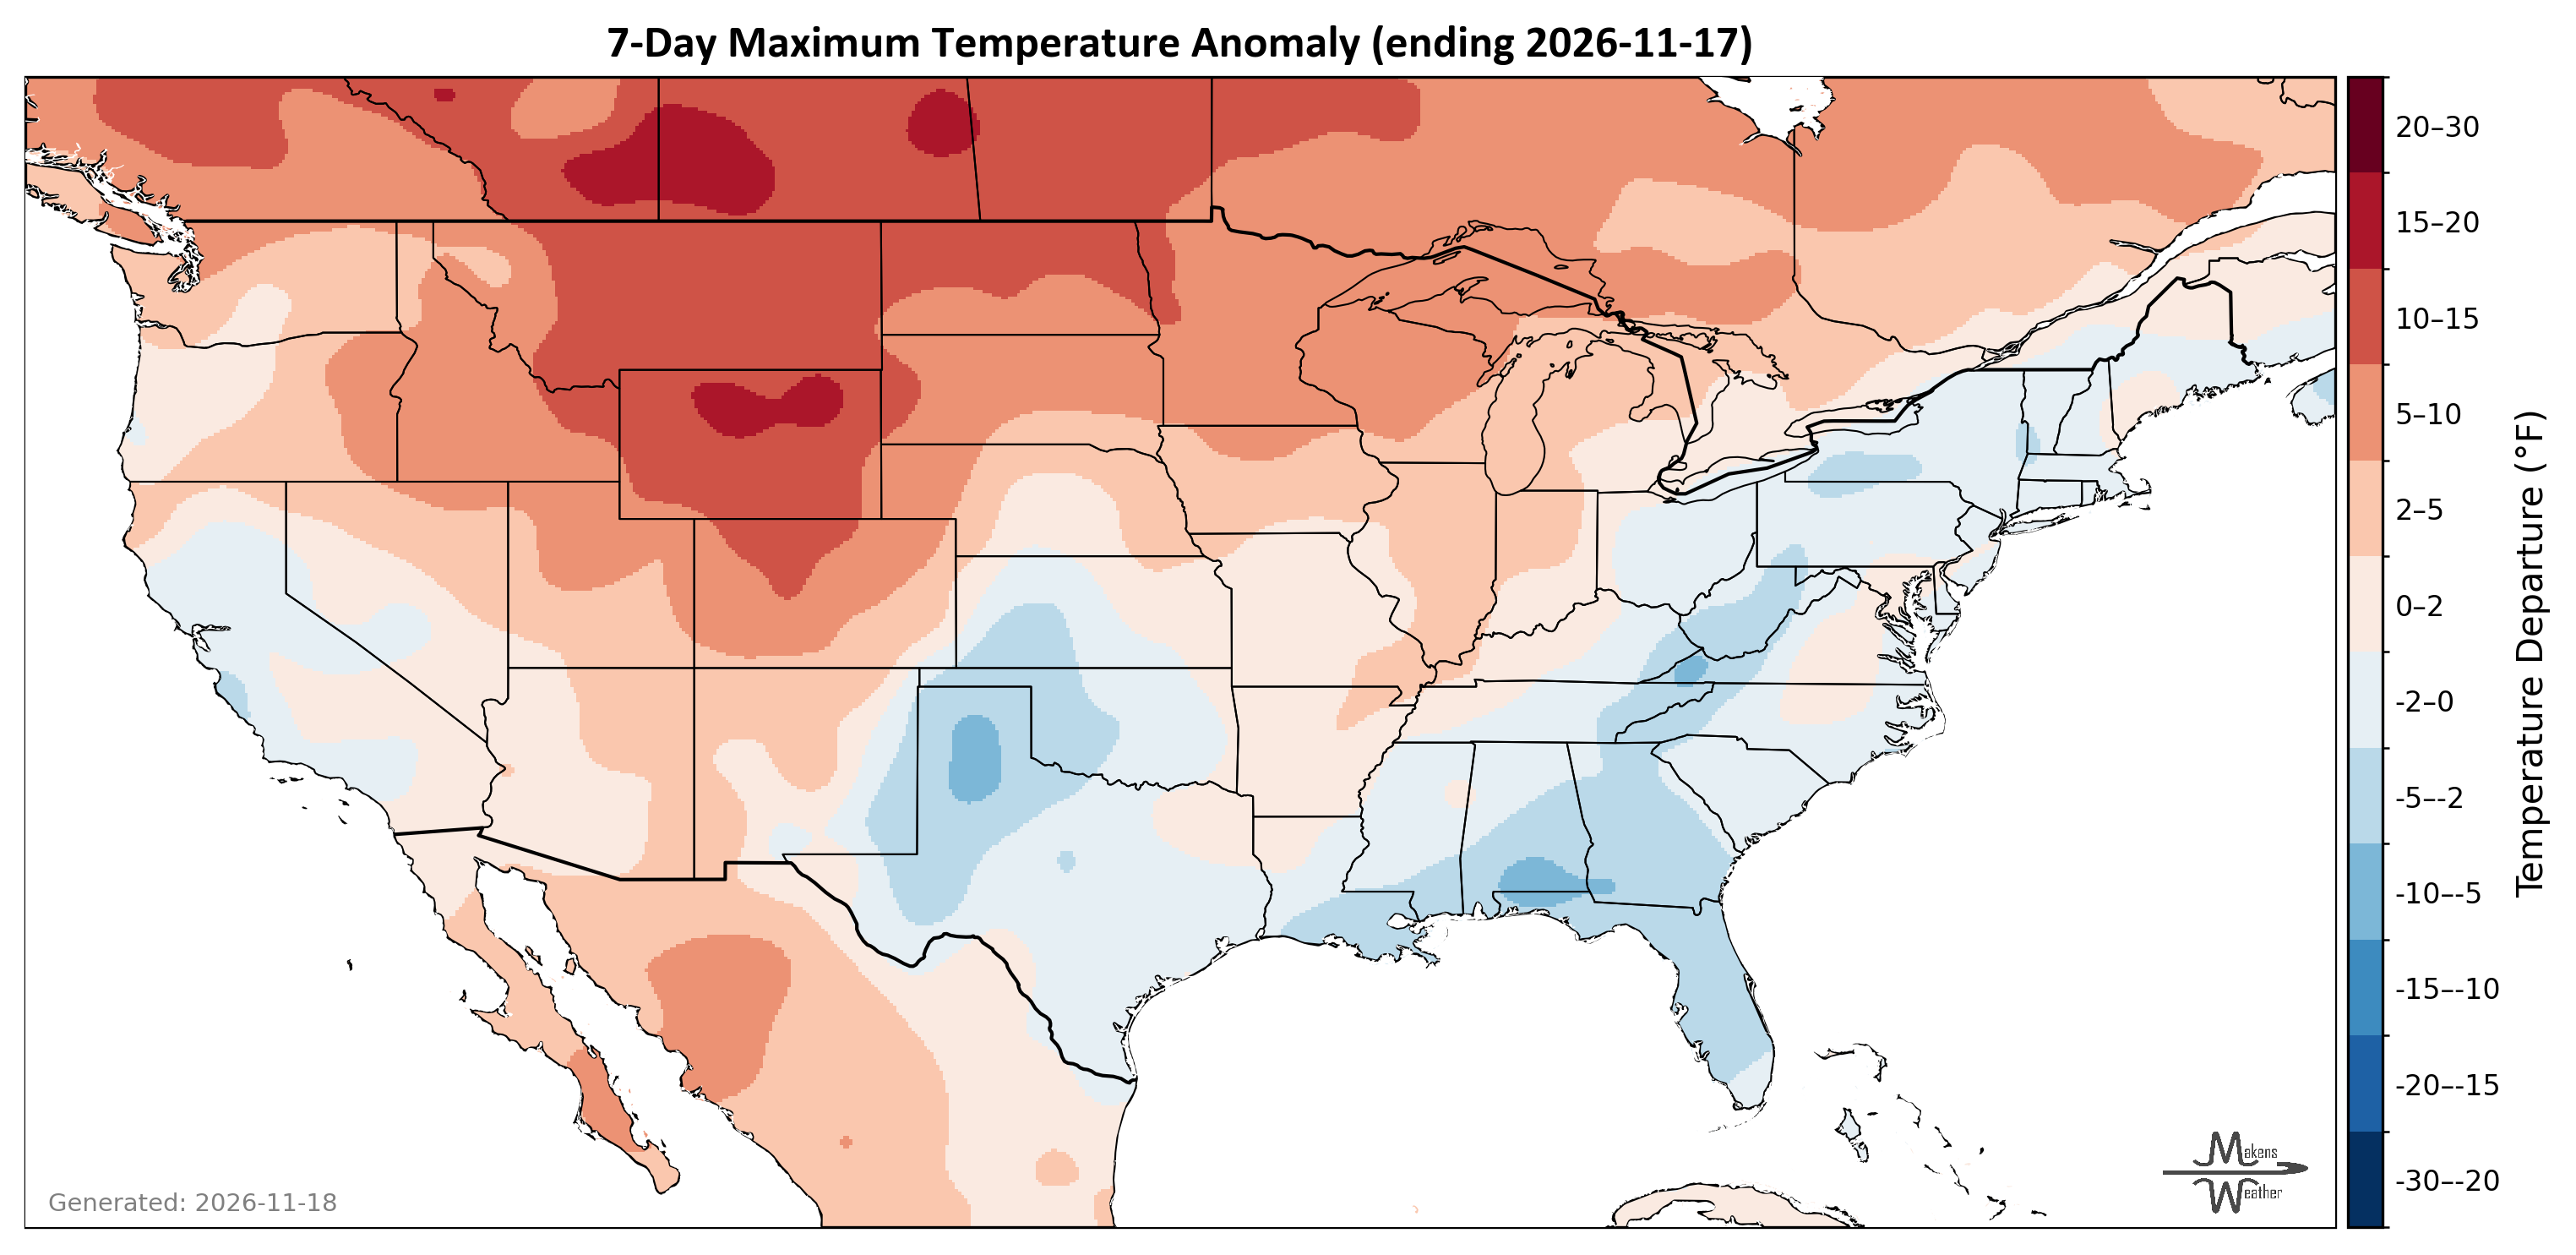 7-Day Maximum Temperature Anomaly (ending 2026-11-17)
20–30
15–20
10–15
5–10
2–5
0–2
-2–0
-5–-2
-10–-5
-15–-10
-20–-15
-30–-20
Temperature Departure (°F)
Makens
Weather
Generated: 2026-11-18